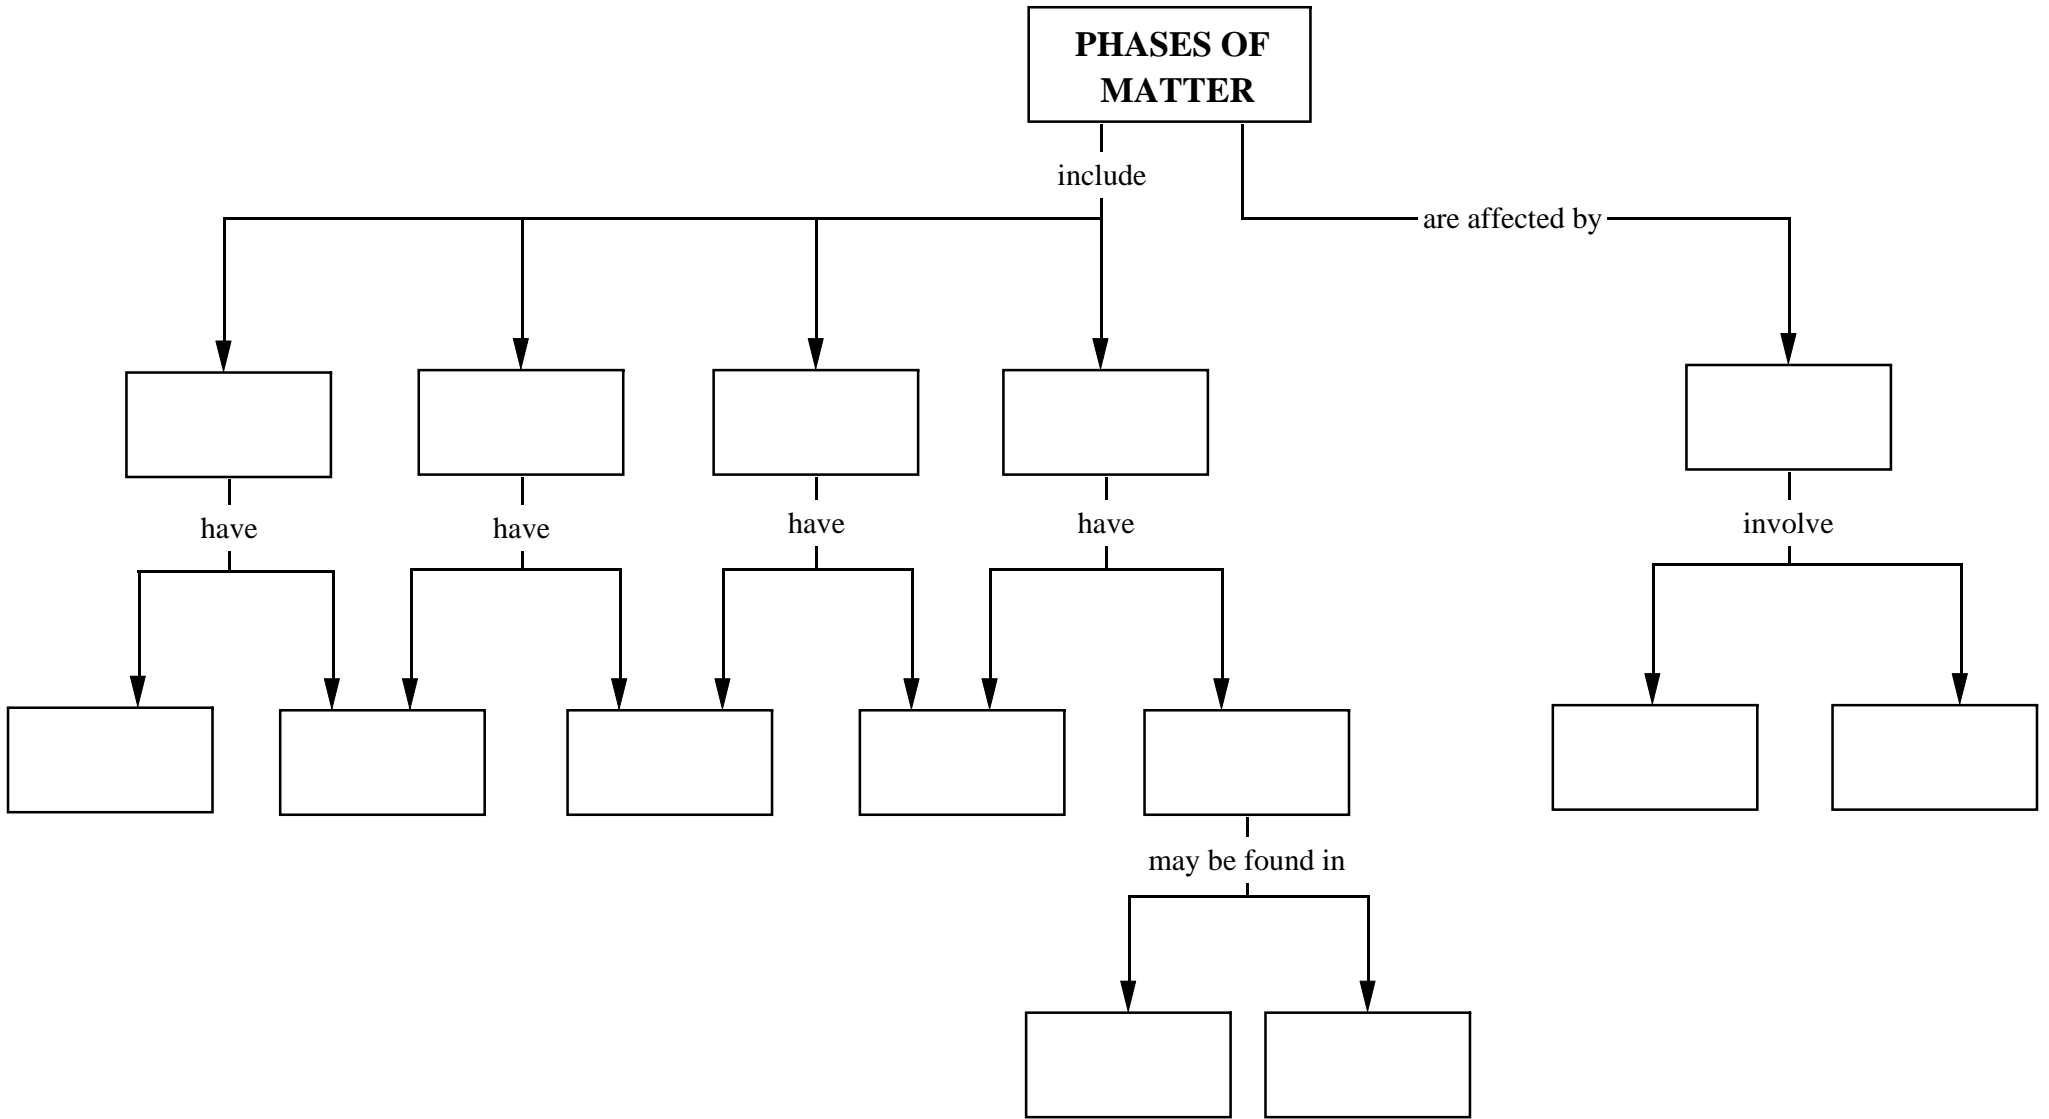 PHASES OF
MATTER
include
are affected by
have
have
have
have
involve
may be found in